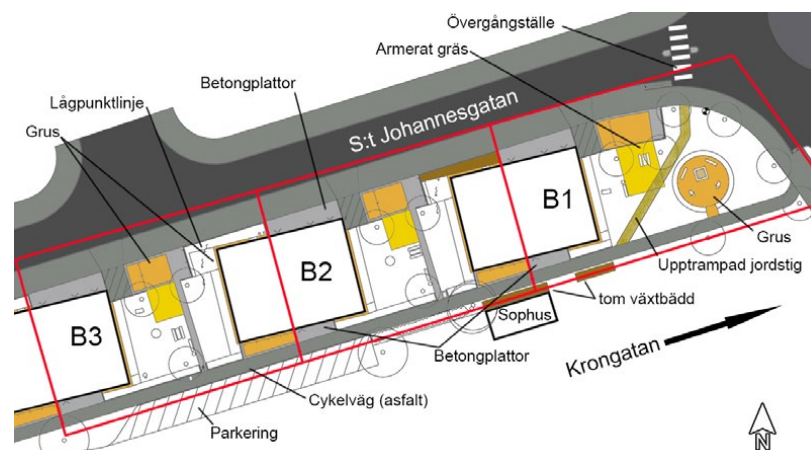 Övergångställe
Armerat gräs
Betongplattor
Lågpunktlinje
Grus
S:t Johannesgatan
B1
B2
B3
Grus
Upptrampad jordstig
tom växtbädd
Sophus
Betongplattor
Krongatan
Cykelväg (asfalt)
Parkering
N